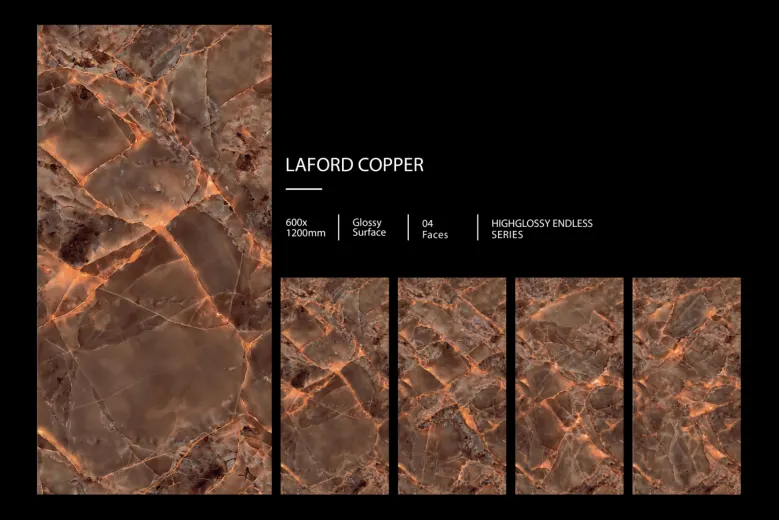 LAFORD COPPER
600x
1200mm
Glossy
Surface
04
Faces
HIGHGLOSSY ENDLESS
SERIES